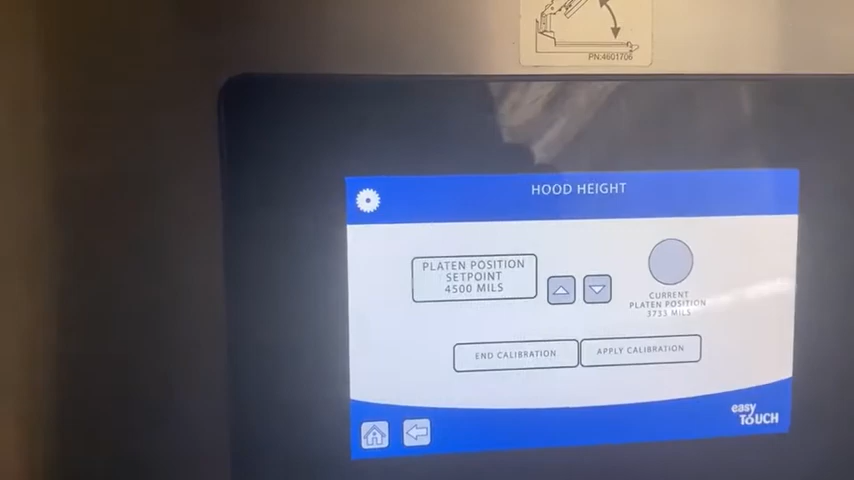 PN:4601706
HOOD HEIGHT
PLATEN POSITION
SETPOINT
4500 MILS
CURRENT
PLATEN POSITION
3733 MILS
END CALIBRATION
APPLY CALIBRATION
easy
TOUCH